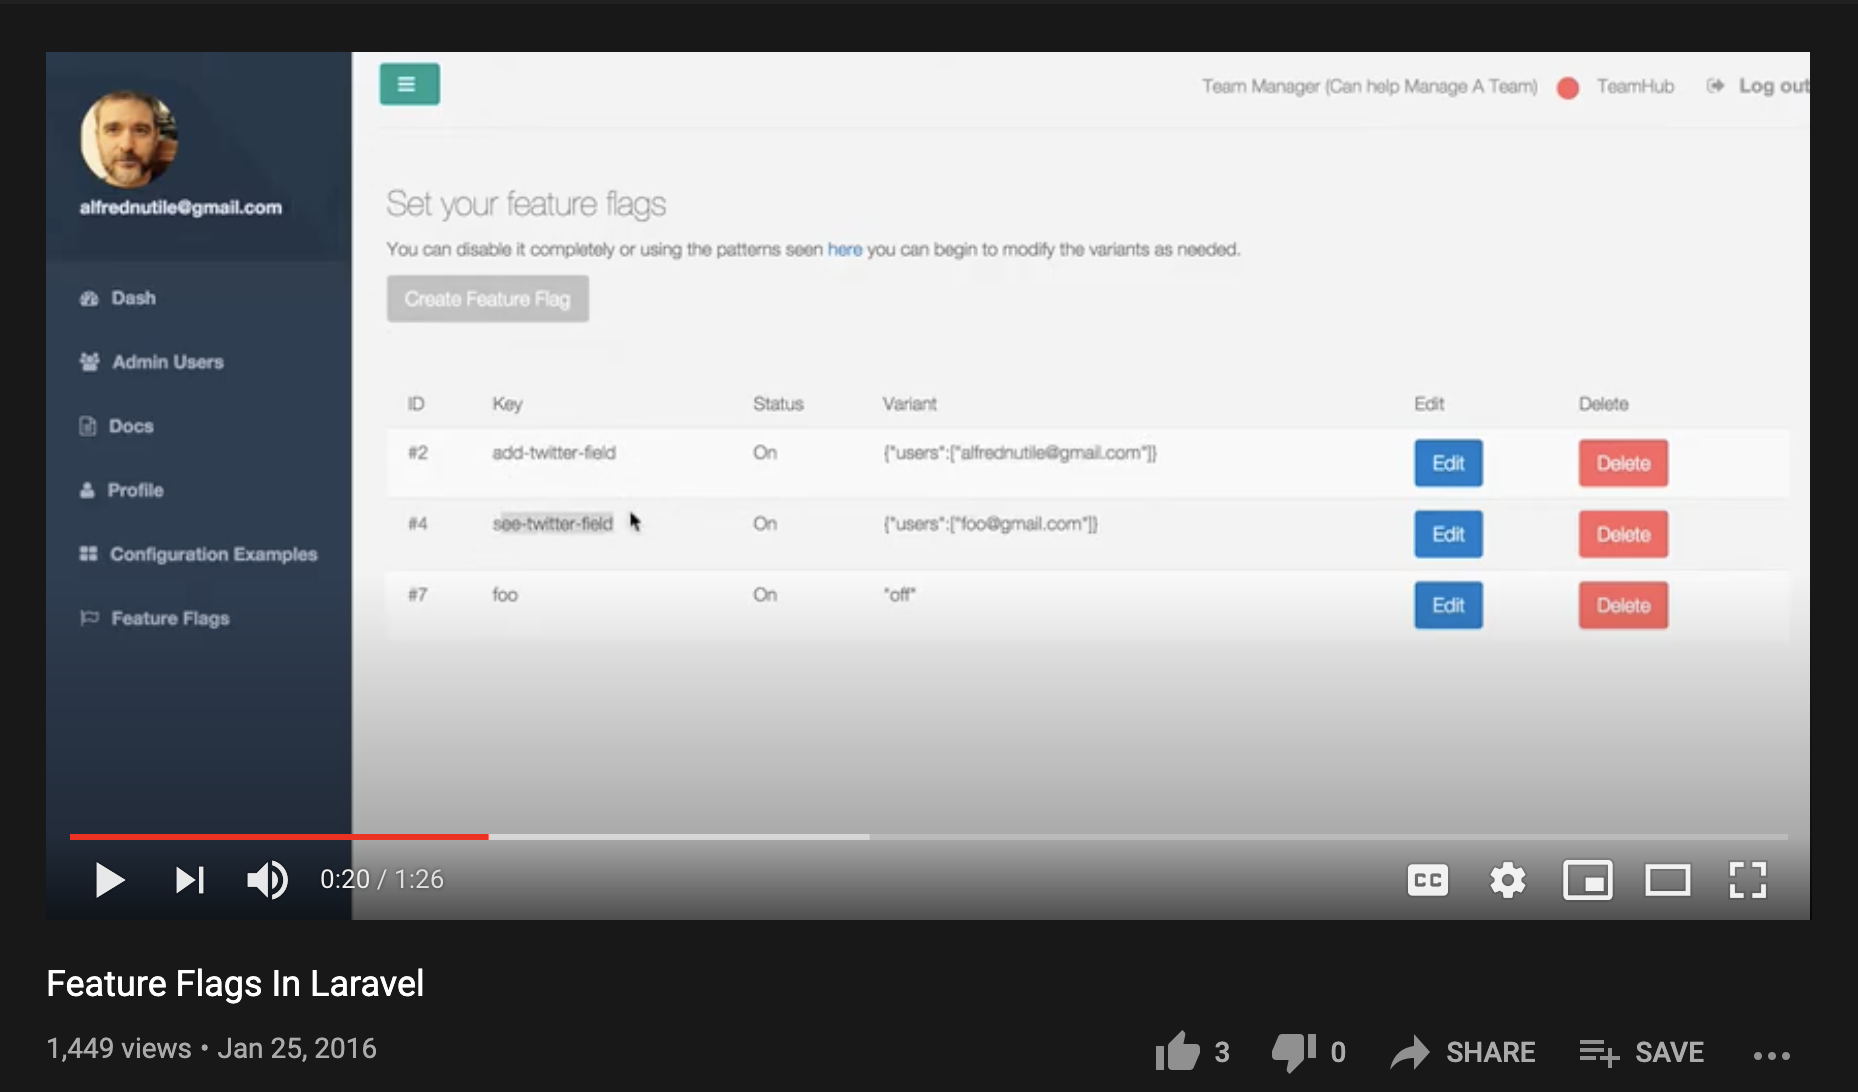 Team Manager (Can help Manage A Team) TeamHub Log out
alfrednutile@gmail.com
Dash
Admin Users
Docs
Profile
Configuration Examples
Feature Flags
Set your feature flags
You can disable it completely or using the patterns seen here you can begin to modify the variants as needed.
Create Feature Flag
ID Key Status Variant Edit Delete
#2 add-twitter-field On {"users":["alfrednutile@gmail.com"]} Edit Delete
#4 see-twitter-field On {"users":["foo@gmail.com"]} Edit Delete
#7 foo On "off" Edit Delete
0:20 / 1:26 CC
Feature Flags In Laravel
1,449 views • Jan 25, 2016 3 0 SHARE SAVE